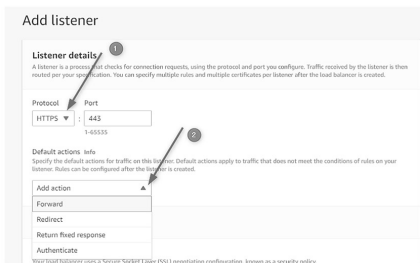 Add listener
Listener details
A listener is a process that checks for connection requests, using the protocol and port you configure. Traffic received by the listener is then
routed per your specification. You can specify multiple rules and multiple certificates per listener after the load balancer is created.
1
Protocol Port
HTTPS : 443
1-65535
2
Default actions Info
Specify the default actions for traffic on this listener. Default actions apply to traffic that does not meet the conditions of rules on your
listener. Rules can be configured after the listener is created.
Add action
Forward
Redirect
Return fixed response
Authenticate
Your load balancer uses a Secure Socket Layer (SSL) negotiation configuration, known as a security policy,